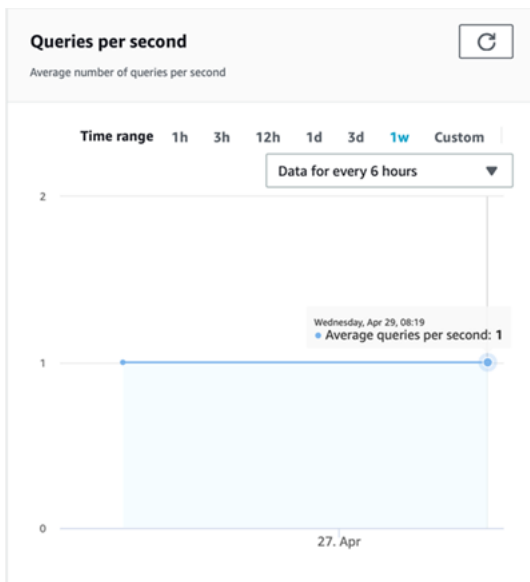 Queries per second
Average number of queries per second
Time range 1h 3h 12h 1d 3d 1w Custom
Data for every 6 hours
2
Wednesday, Apr 29, 08:19
Average queries per second: 1
1
0
27. Apr